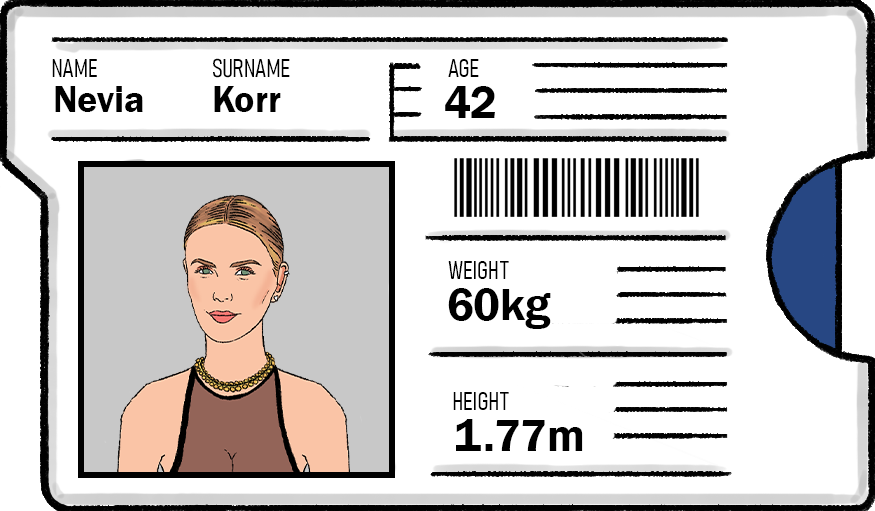 NAME SURNAME AGE
Nevia Korr 42
WEIGHT
60kg
HEIGHT
1.77m